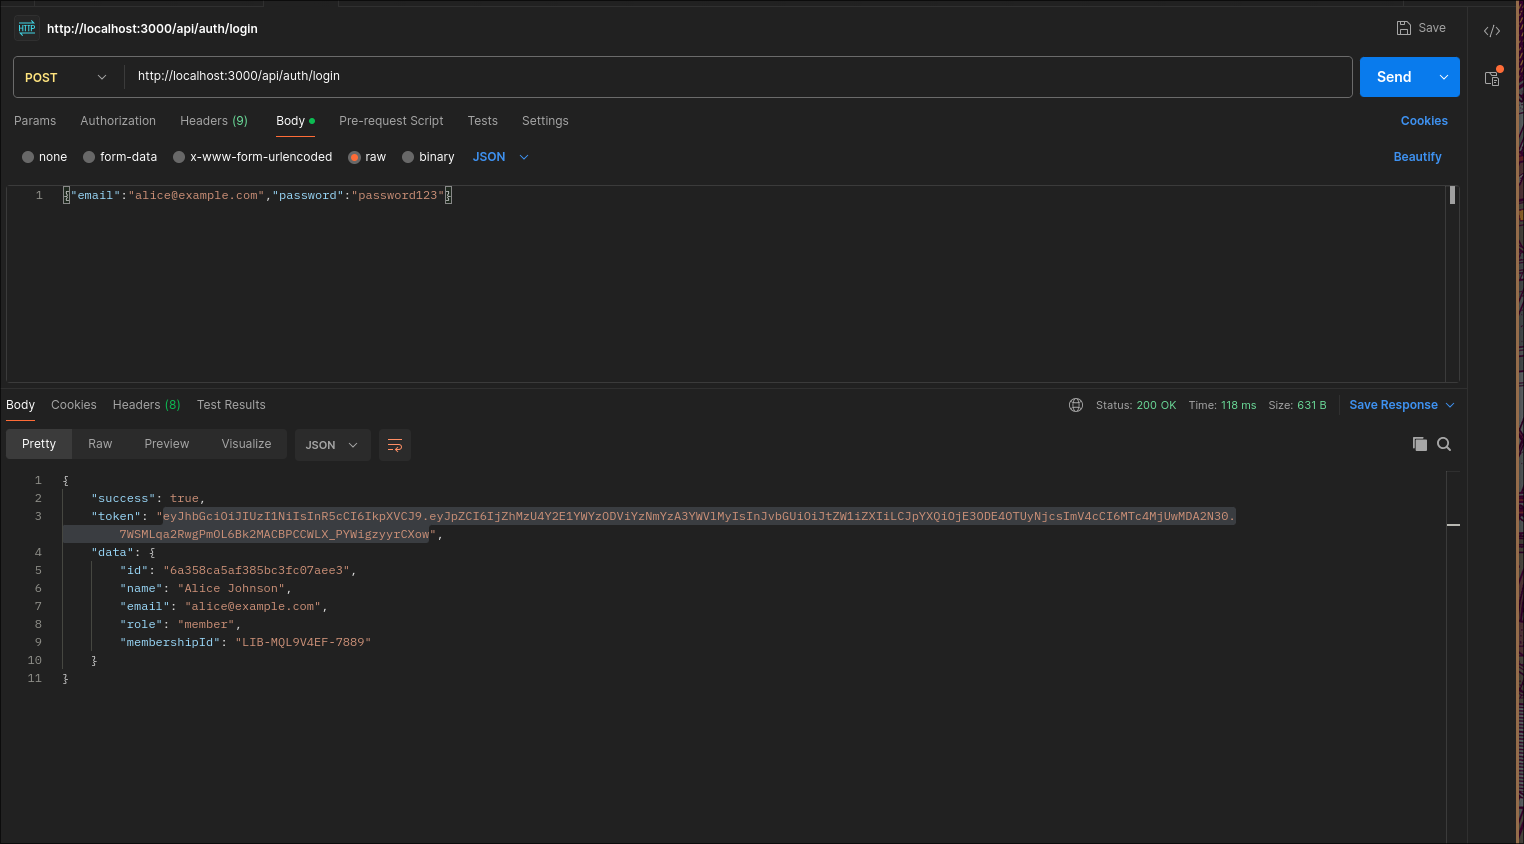 HTTP http://localhost:3000/api/auth/login Save
POST http://localhost:3000/api/auth/login Send
Params Authorization Headers (9) Body Pre-request Script Tests Settings Cookies
none form-data x-www-form-urlencoded raw binary JSON Beautify
1 {"email":"alice@example.com","password":"password123"}
Body Cookies Headers (8) Test Results Status: 200 OK Time: 118 ms Size: 631 B Save Response
Pretty Raw Preview Visualize JSON
1 {
2 "success": true,
3 "token": "eyJhbGciOiJIUzI1NiIsInR5cCI6IkpXVCJ9.eyJpZCI6IjZhMzU4Y2E1YWYzODViYzNmYzA3YWVlMyIsInJvbGUiOiJtZW1iZXIiLCJpYXQiOjE3ODE4OTUyNjcsImV4cCI6MTc4MjUwMDA2N30.
7WSMLqa2RwgPmOL6Bk2MACBPCCWLX_PYWigzyyrCXow",
4 "data": {
5 "id": "6a358ca5af385bc3fc07aee3",
6 "name": "Alice Johnson",
7 "email": "alice@example.com",
8 "role": "member",
9 "membershipId": "LIB-MQL9V4EF-7889"
10 }
11 }